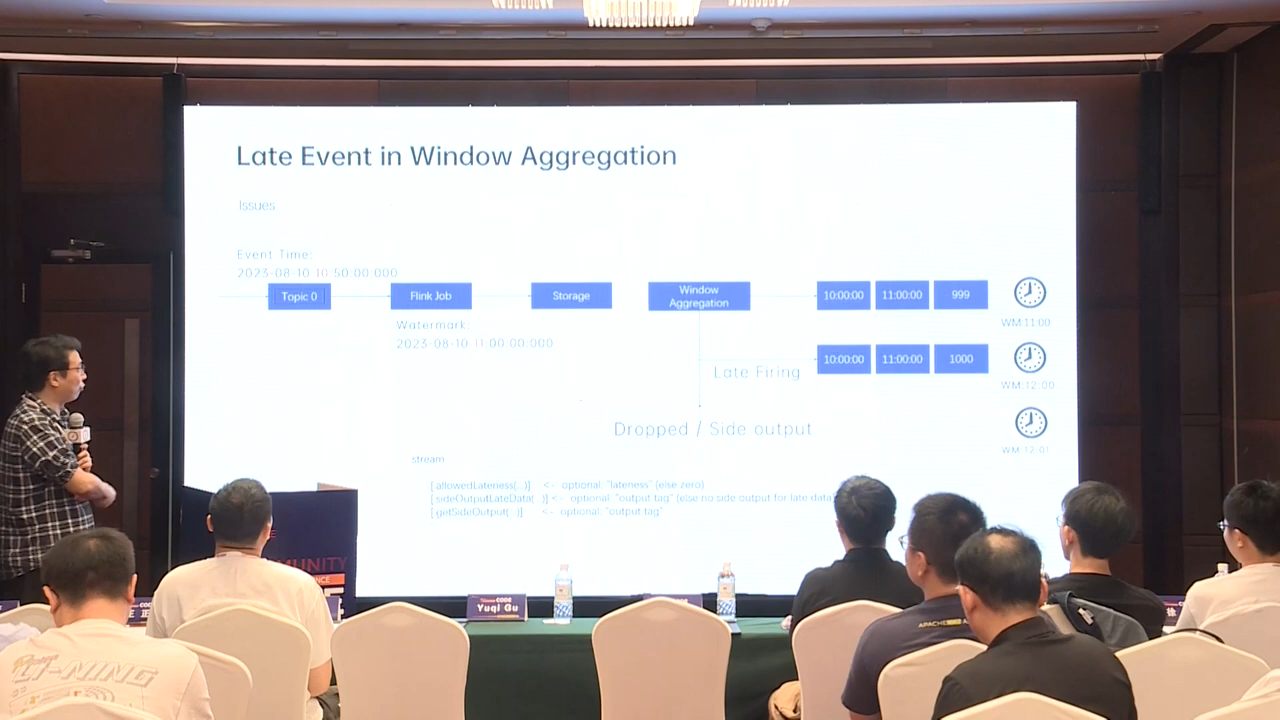 Late Event in Window Aggregation
Issues
Event Time:
2023-08-10 10:50:00:000
Topic 0
Flink Job
Storage
Window
Aggregation
10:00:00
11:00:00
999
WM:11:00
Watermark:
2023-08-10 11:00:00:000
10:00:00
11:00:00
1000
Late Firing
WM:12:00
Dropped / Side output
WM:12:01
stream
[.allowedLateness(...)] <- optional: "lateness" (else zero)
[.sideOutputLateData(...)] <- optional: "output tag" (else no side output for late data)
[.getSideOutput(...)] <- optional: "output tag"
MUNITY
CODE
Yuqi Gu
CODE
APACHE
LI-NING